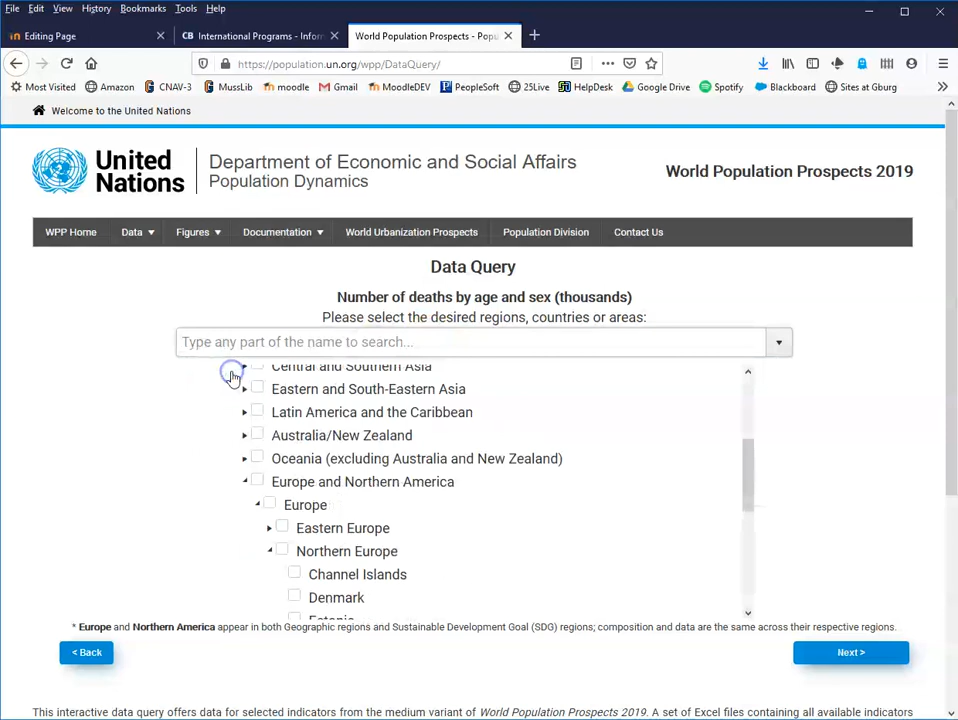 File Edit View History Bookmarks Tools Help
Editing Page
CB International Programs - Inform
World Population Prospects - Popu
https://population.un.org/wpp/DataQuery/
Most Visited Amazon CNAV-3 MussLib moodle Gmail MoodleDEV PeopleSoft 25Live HelpDesk Google Drive Spotify Blackboard Sites at Gburg
Welcome to the United Nations
United Nations
Department of Economic and Social Affairs
Population Dynamics
World Population Prospects 2019
WPP Home Data Figures Documentation World Urbanization Prospects Population Division Contact Us
Data Query
Number of deaths by age and sex (thousands)
Please select the desired regions, countries or areas:
Type any part of the name to search...
Central and Southern Asia
Eastern and South-Eastern Asia
Latin America and the Caribbean
Australia/New Zealand
Oceania (excluding Australia and New Zealand)
Europe and Northern America
Europe
Eastern Europe
Northern Europe
Channel Islands
Denmark
Estonia
* Europe and Northern America appear in both Geographic regions and Sustainable Development Goal (SDG) regions; composition and data are the same across their respective regions.
< Back
Next >
This interactive data query offers data for selected indicators from the medium variant of World Population Prospects 2019. A set of Excel files containing all available indicators